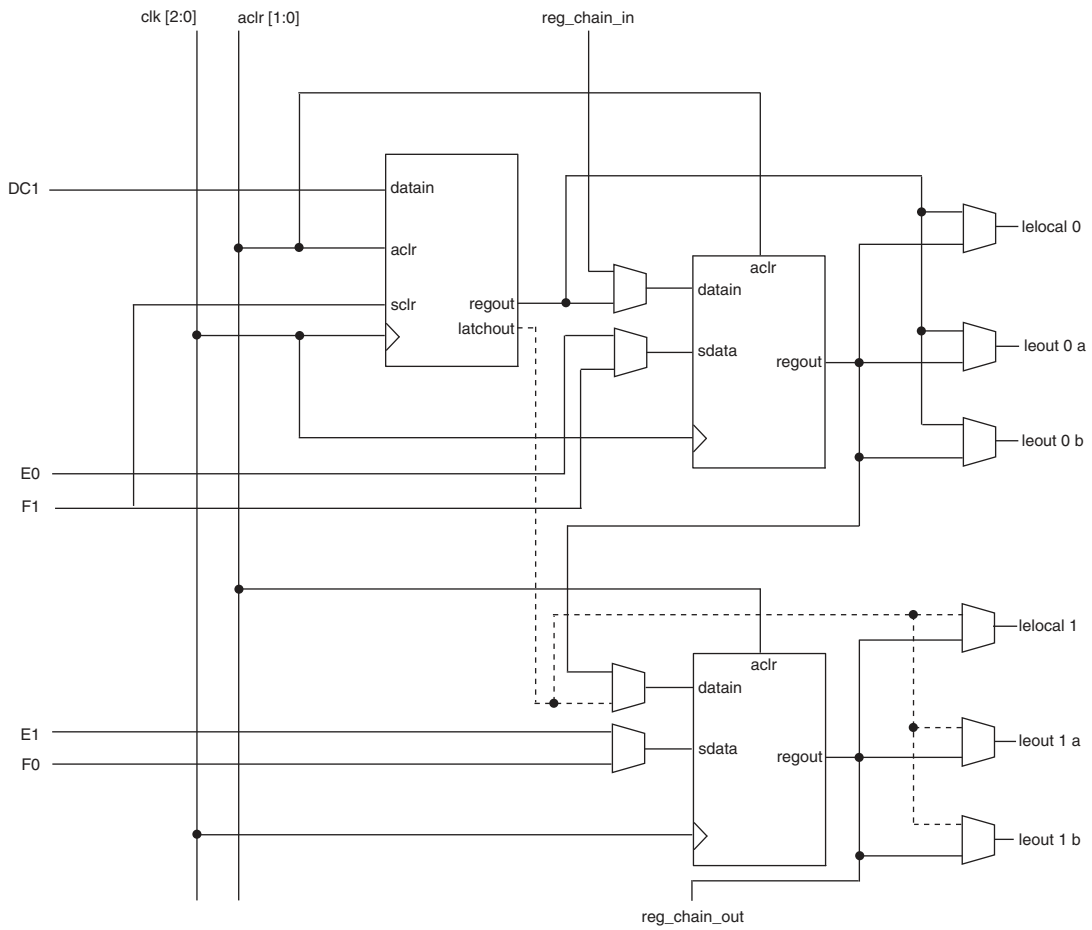 clk [2:0]
aclr [1:0]
reg_chain_in
DC1
datain
aclr
sclr
regout
latchout
aclr
datain
sdata
regout
lelocal 0
leout 0 a
leout 0 b
E0
F1
aclr
datain
sdata
regout
E1
F0
lelocal 1
leout 1 a
leout 1 b
reg_chain_out